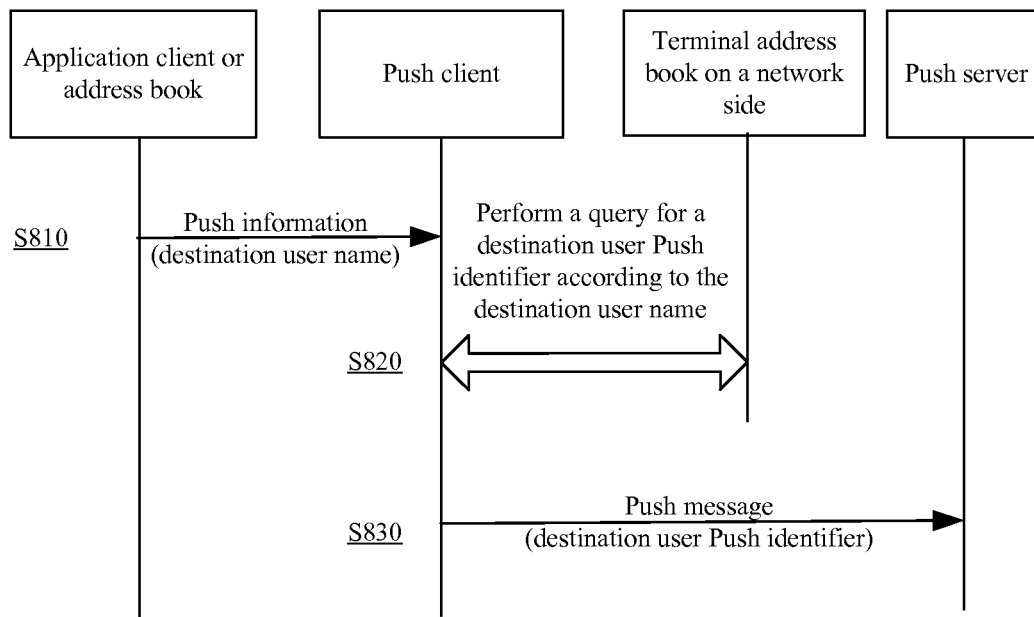 Application client or
address book
Push client
Terminal address
book on a network
side
Push server
S810
Push information
(destination user name)
Perform a query for a
destination user Push
identifier according to the
destination user name
S820
S830
Push message
(destination user Push identifier)